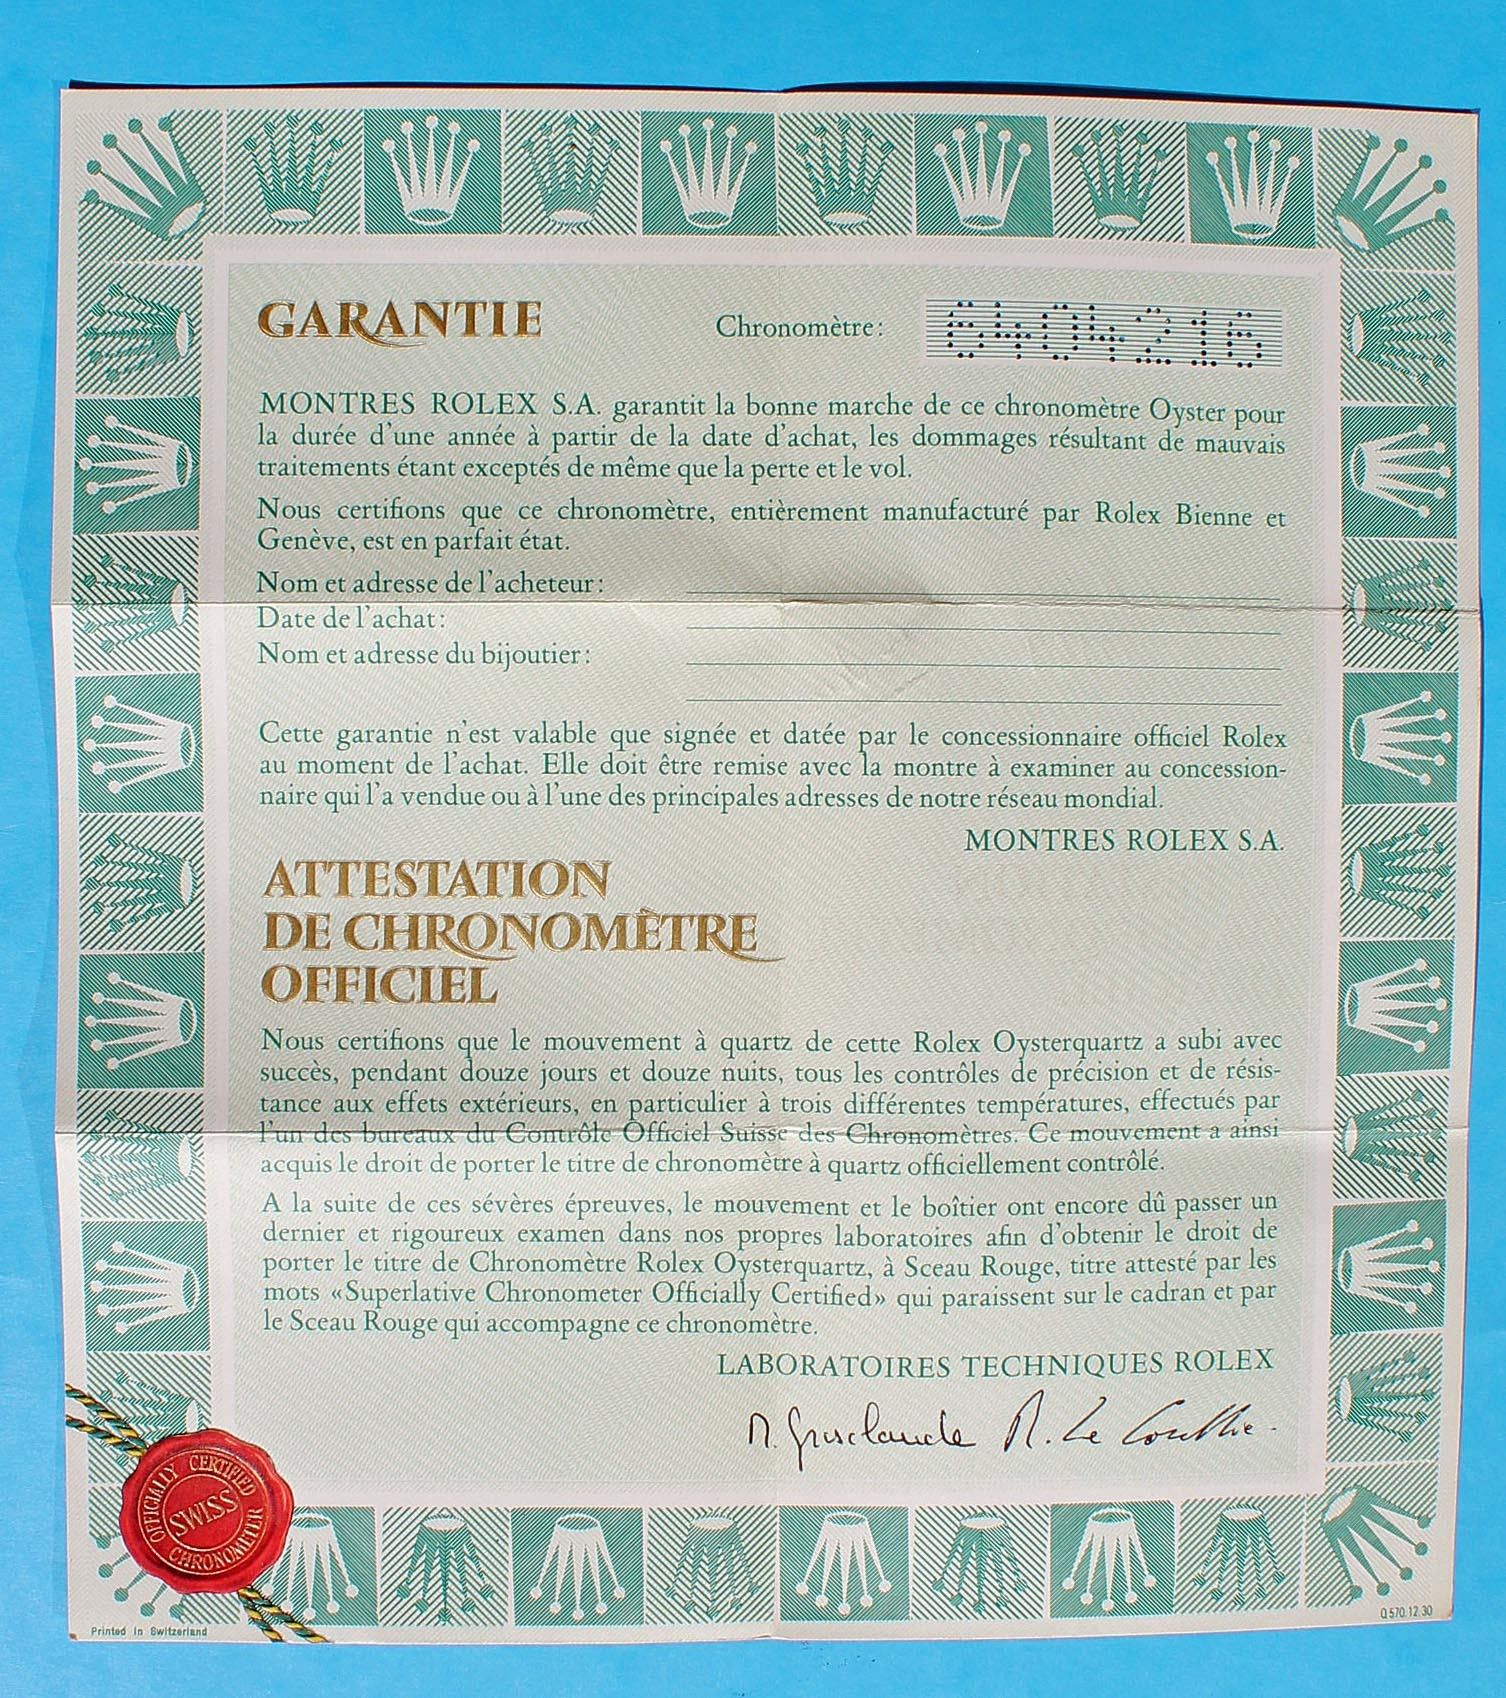 GARANTIE
Chronomètre: 6404216
MONTRES ROLEX S.A. garantit la bonne marche de ce chronomètre Oyster pour
la durée d'une année à partir de la date d'achat, les dommages résultant de mauvais
traitements étant exceptés de même que la perte et le vol.
Nous certifions que ce chronomètre, entièrement manufacturé par Rolex Bienne et
Genève, est en parfait état.
Nom et adresse de l'acheteur:
Date de l'achat:
Nom et adresse du bijoutier:
Cette garantie n'est valable que signée et datée par le concessionnaire officiel Rolex
au moment de l'achat. Elle doit être remise avec la montre à examiner au concession-
naire qui l'a vendue ou à l'une des principales adresses de notre réseau mondial.
MONTRES ROLEX S.A.
ATTESTATION
DE CHRONOMÈTRE
OFFICIEL
Nous certifions que le mouvement à quartz de cette Rolex Oysterquartz a subi avec
succès, pendant douze jours et douze nuits, tous les contrôles de précision et de résis-
tance aux effets extérieurs, en particulier à trois différentes températures, effectués par
l'un des bureaux du Contrôle Officiel Suisse des Chronomètres. Ce mouvement a ainsi
acquis le droit de porter le titre de chronomètre à quartz officiellement contrôlé.
A la suite de ces sévères épreuves, le mouvement et le boîtier ont encore dû passer un
dernier et rigoureux examen dans nos propres laboratoires afin d'obtenir le droit de
porter le titre de Chronomètre Rolex Oysterquartz, à Sceau Rouge, titre attesté par les
mots «Superlative Chronometer Officially Certified» qui paraissent sur le cadran et par
le Sceau Rouge qui accompagne ce chronomètre.
LABORATOIRES TECHNIQUES ROLEX
R. Le Coultre.
OFFICIALLY CERTIFIED
SWISS
CHRONOMETER
Printed in Switzerland
Q 570.12.30